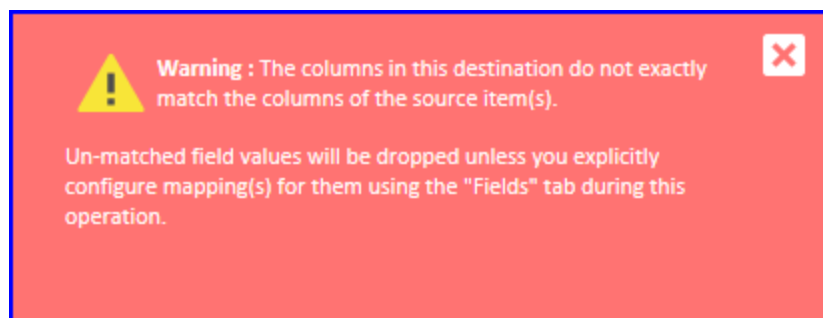 Warning : The columns in this destination do not exactly
match the columns of the source item(s).
Un-matched field values will be dropped unless you explicitly
configure mapping(s) for them using the "Fields" tab during this
operation.